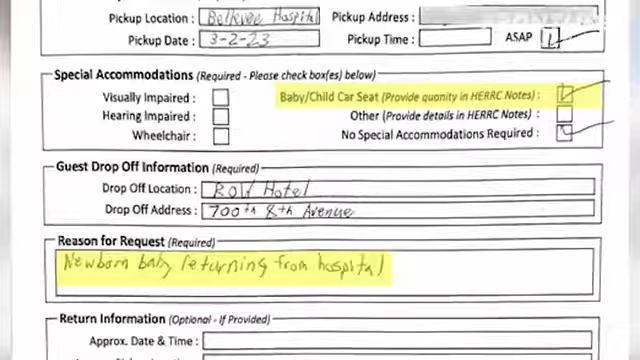 Pickup Location : Bellevee Hospital Pickup Address :
Pickup Date : 3-2-23 Pickup Time : ASAP
Special Accommodations (Required - Please check box(es) below)
Visually Impaired : Baby/Child Car Seat (Provide quanity in HERRC Notes) :
Hearing Impaired : Other (Provide details in HERRC Notes) :
Wheelchair : No Special Accommodations Required :
Guest Drop Off Information (Required)
Drop Off Location : ROW Hotel
Drop Off Address : 700th 8th Avenue
Reason for Request (Required)
Newborn baby returning from hospital
Return Information (Optional - If Provided)
Approx. Date & Time :